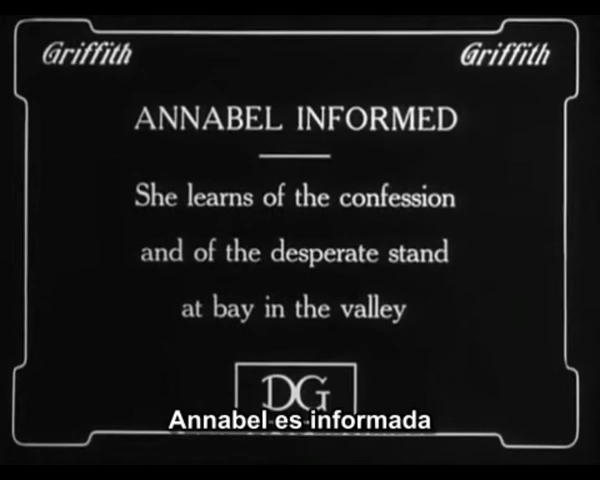 Griffith Griffith
ANNABEL INFORMED
She learns of the confession
and of the desperate stand
at bay in the valley
DG
Annabel es informada